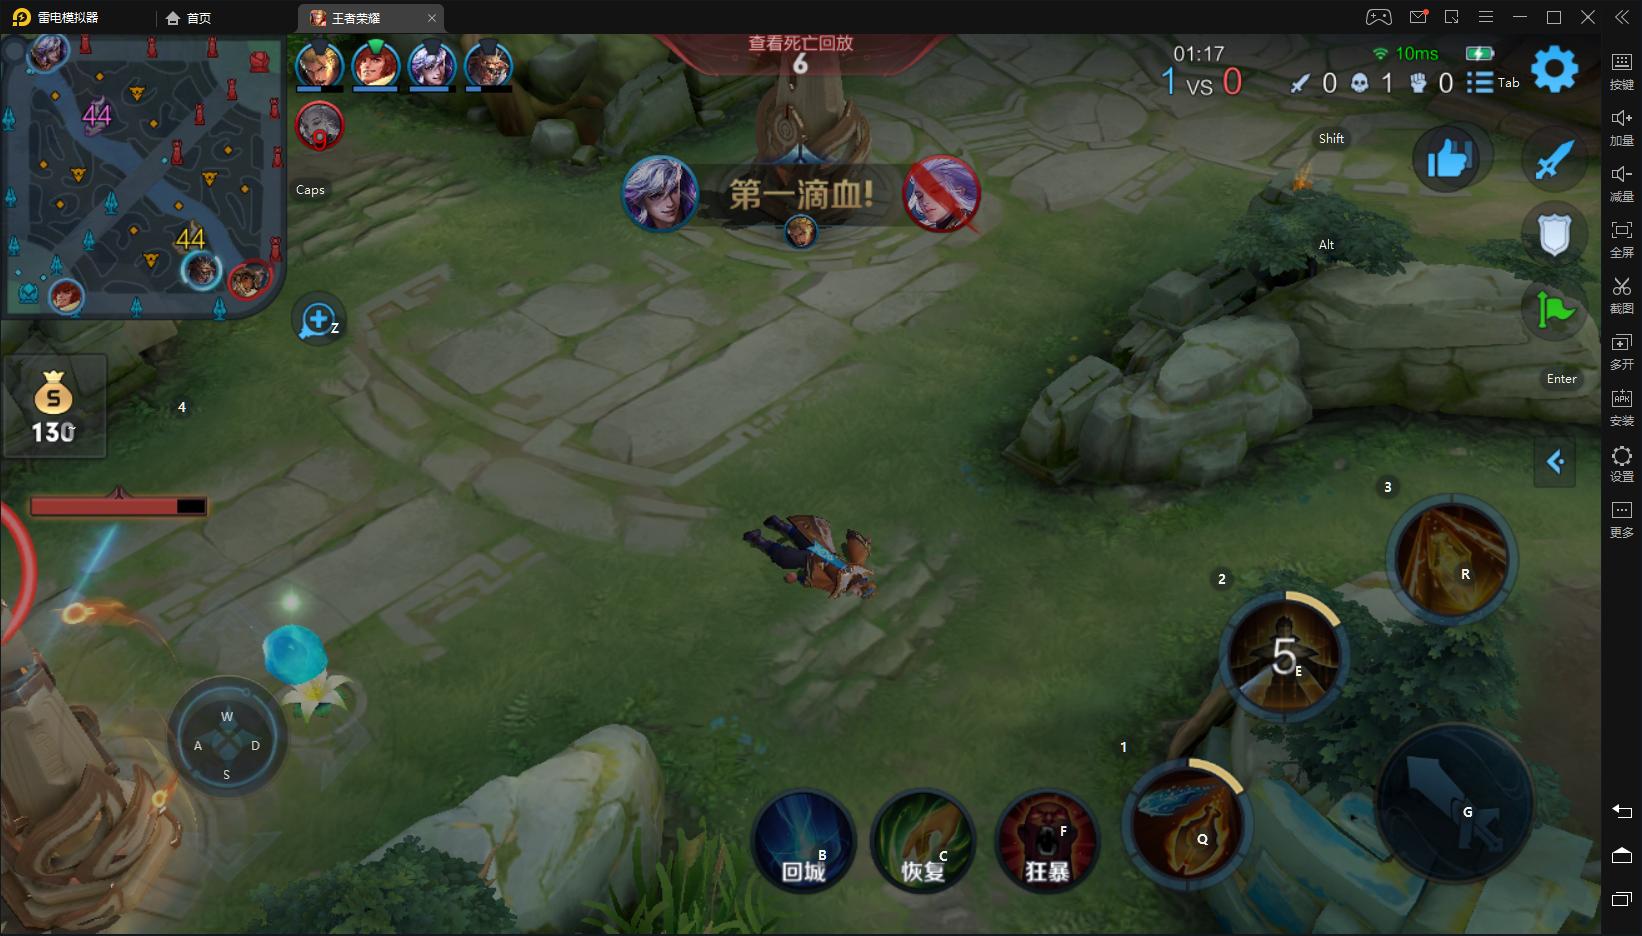 雷电模拟器
首页
王者荣耀
查看死亡回放
6
01:17
10ms
1 VS 0
0
1
0
Tab
44
44
9
Caps
第一滴血!
Shift
Alt
Enter
Z
S
130
4
3
2
1
R
5
E
Q
G
W
A
D
S
B
回城
C
恢复
F
狂暴
按键
加量
减量
全屏
截图
多开
APK
安装
设置
更多